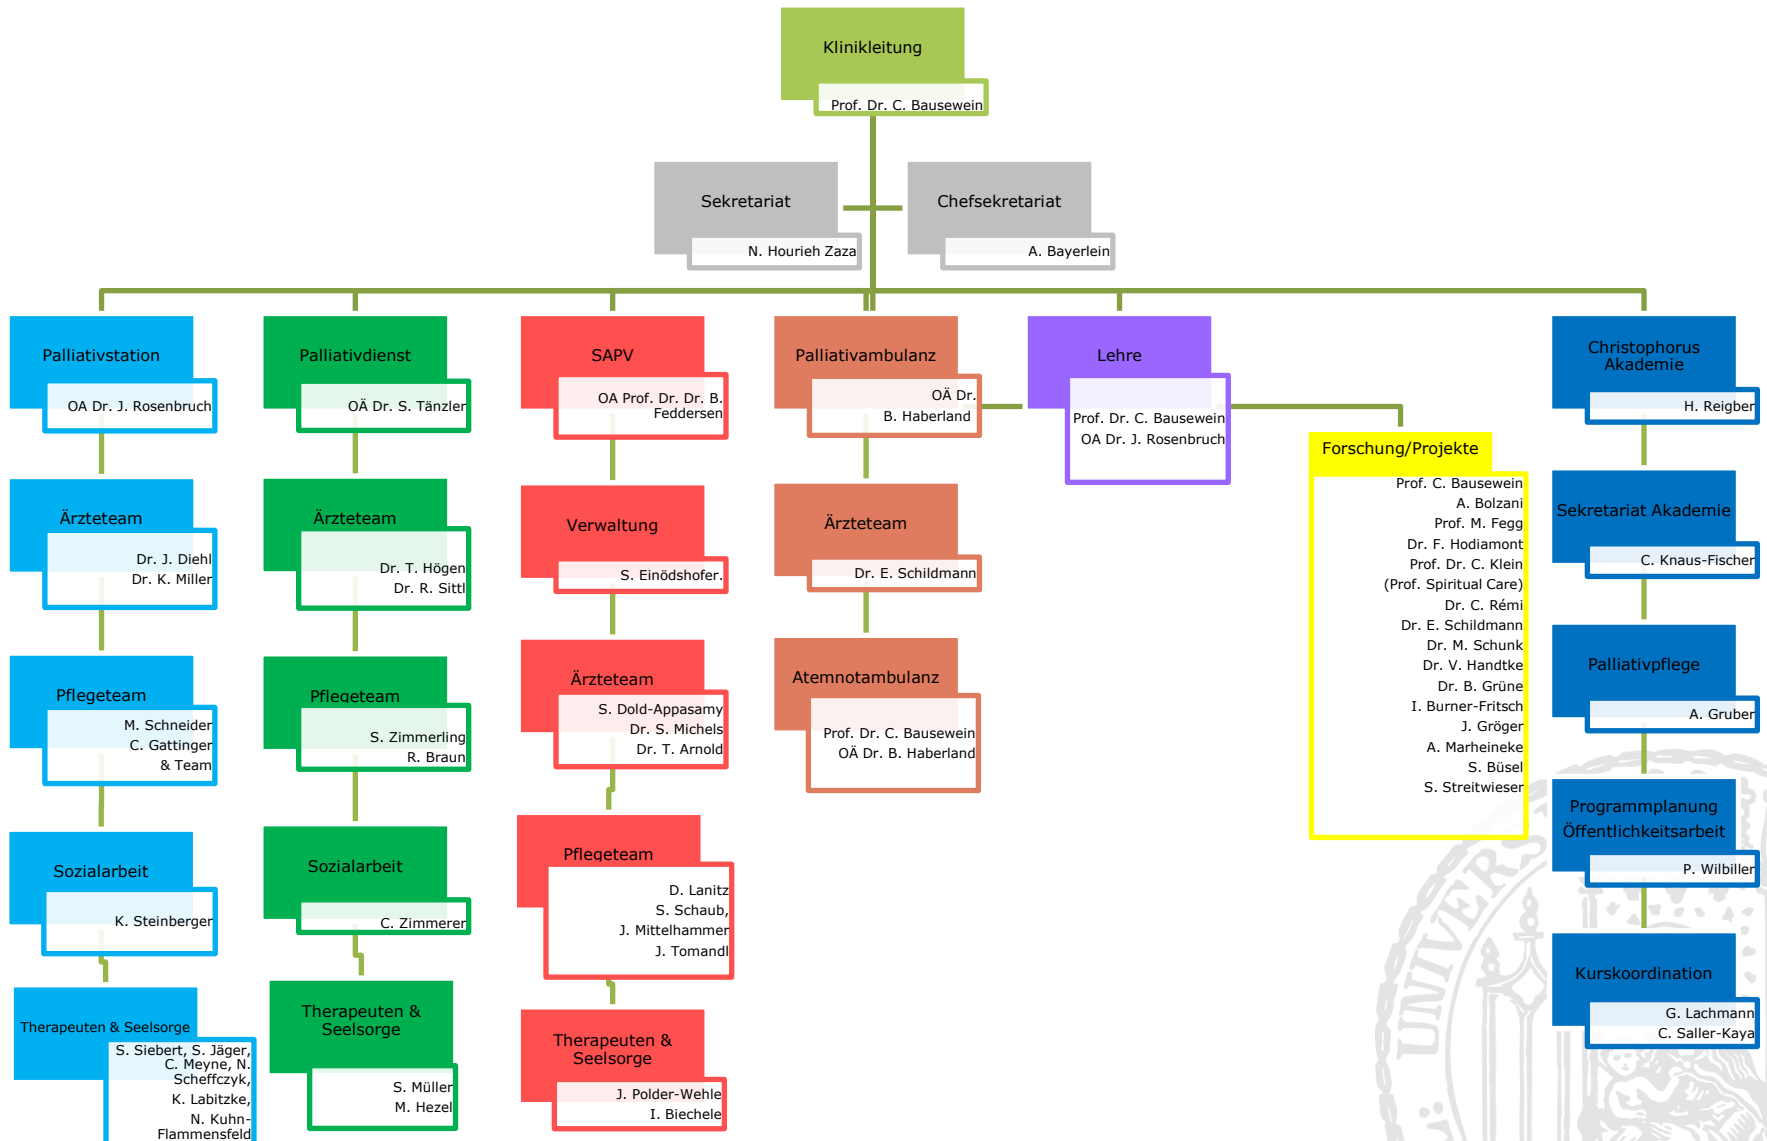 Klinikleitung
Prof. Dr. C. Bausewein
Sekretariat
N. Hourieh Zaza
Chefsekretariat
A. Bayerlein
Palliativstation
OA Dr. J. Rosenbruch
Ärzteteam
Dr. J. Diehl
Dr. K. Miller
Pflegeteam
M. Schneider
C. Gattinger
& Team
Sozialarbeit
K. Steinberger
Therapeuten & Seelsorge
S. Siebert, S. Jäger,
C. Meyne, N.
Scheffczyk,
K. Labitzke,
N. Kuhn-
Flammensfeld
Palliativdienst
OÄ Dr. S. Tänzler
Ärzteteam
Dr. T. Högen
Dr. R. Sittl
Pflegeteam
S. Zimmerling
R. Braun
Sozialarbeit
C. Zimmerer
Therapeuten &
Seelsorge
S. Müller
M. Hezel
SAPV
OA Prof. Dr. Dr. B.
Feddersen
Verwaltung
S. Einödshofer.
Ärzteteam
S. Dold-Appasamy
Dr. S. Michels
Dr. T. Arnold
Pflegeteam
D. Lanitz
S. Schaub,
J. Mittelhammer
J. Tomandl
Therapeuten &
Seelsorge
J. Polder-Wehle
I. Biechele
Palliativambulanz
OÄ Dr.
B. Haberland
Ärzteteam
Dr. E. Schildmann
Atemnotambulanz
Prof. Dr. C. Bausewein
OÄ Dr. B. Haberland
Lehre
Prof. Dr. C. Bausewein
OA Dr. J. Rosenbruch
Forschung/Projekte
Prof. C. Bausewein
A. Bolzani
Prof. M. Fegg
Dr. F. Hodiamont
Prof. Dr. C. Klein
(Prof. Spiritual Care)
Dr. C. Rémi
Dr. E. Schildmann
Dr. M. Schunk
Dr. V. Handtke
Dr. B. Grüne
I. Burner-Fritsch
J. Gröger
A. Marheineke
S. Büsel
S. Streitwieser
Christophorus
Akademie
H. Reigber
Sekretariat Akademie
C. Knaus-Fischer
Palliativpflege
A. Gruber
Programmplanung
Öffentlichkeitsarbeit
P. Wilbiller
Kurskoordination
G. Lachmann
C. Saller-Kaya
UNIVERS